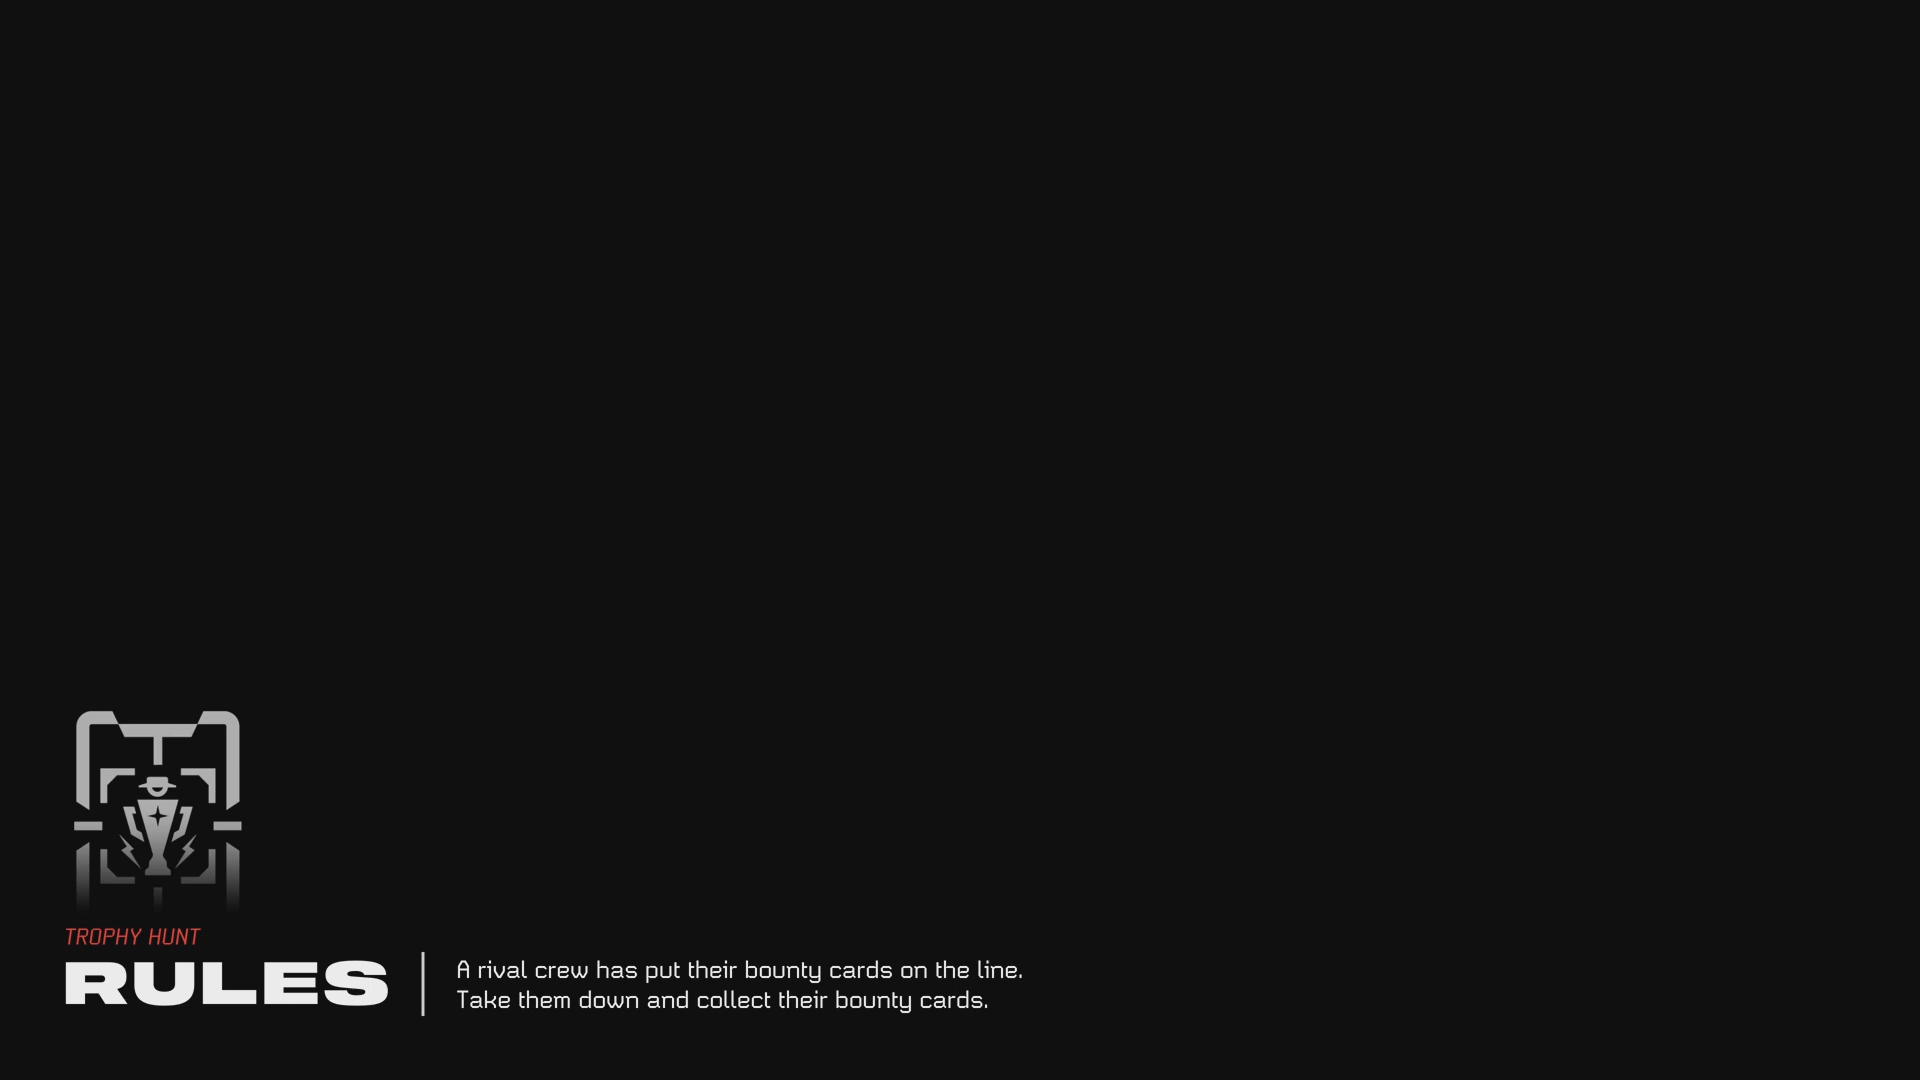 TROPHY HUNT
RULES
A rival crew has put their bounty cards on the line.
Take them down and collect their bounty cards.